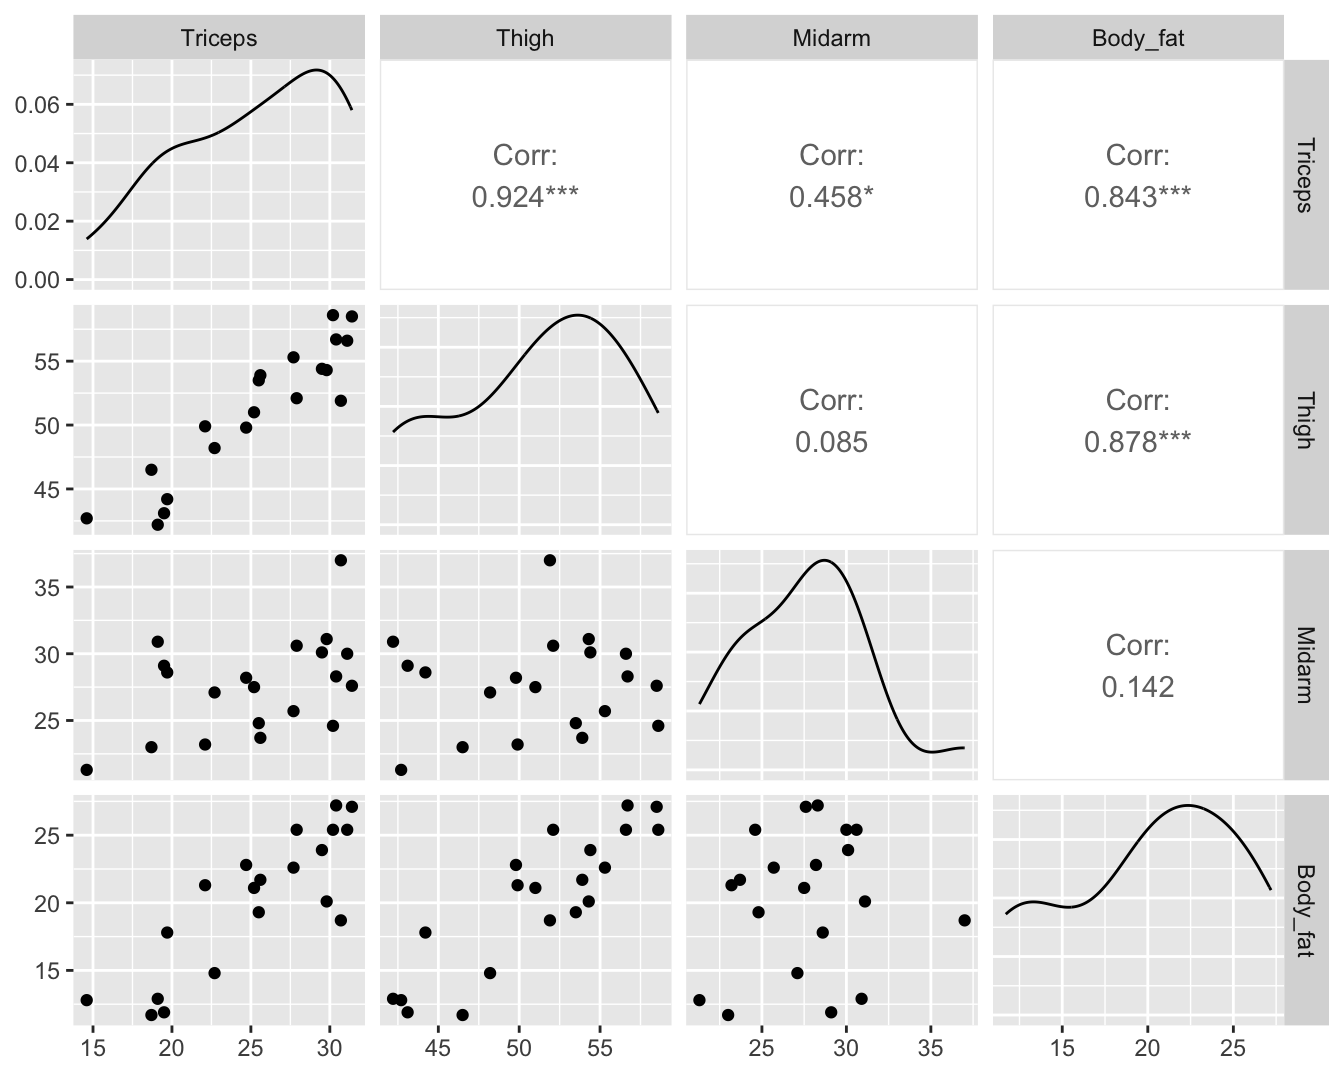 Triceps
Thigh
Midarm
Body_fat
0.06
0.04
0.02
0.00
Corr:
0.924***
Corr:
0.458*
Corr:
0.843***
Triceps
55
50
45
Corr:
0.085
Corr:
0.878***
Thigh
35
30
25
Corr:
0.142
Midarm
25
20
15
Body_fat
15 20 25 30
45 50 55
25 30 35
15 20 25